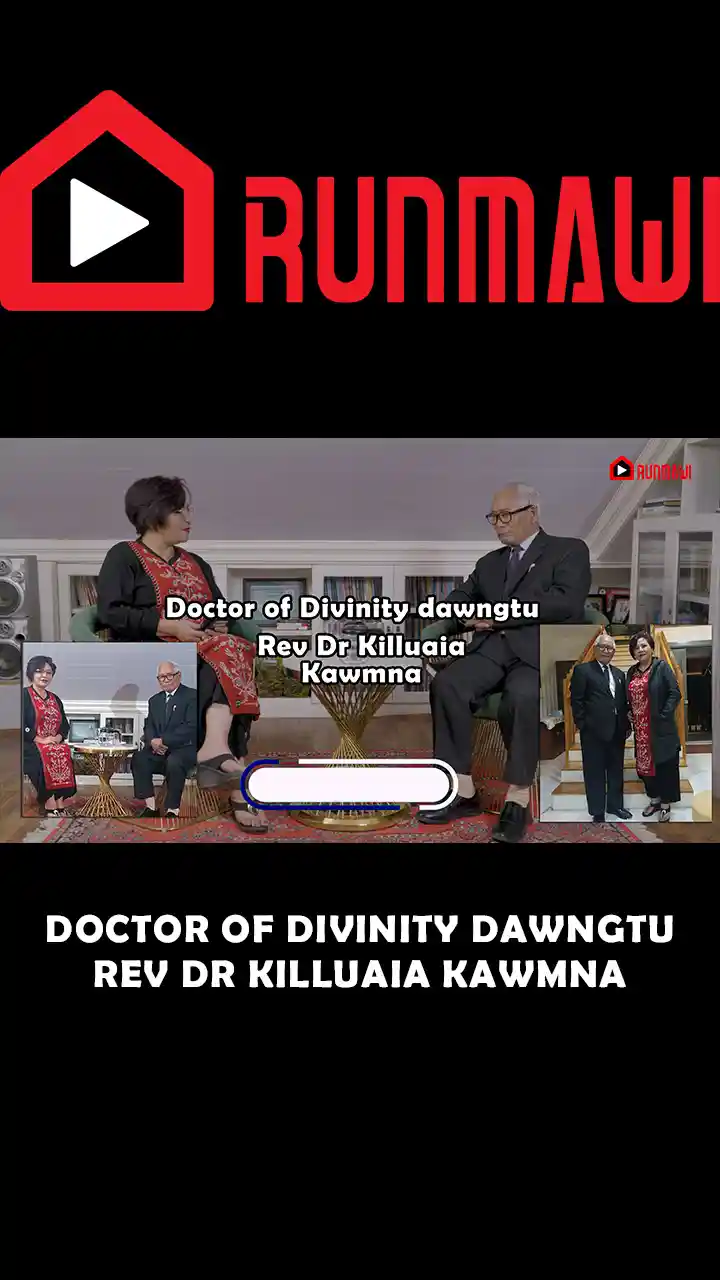 RUNMAWI
RUNMAWI
Doctor of Divinity dawngtu
Rev Dr Killuaia
Kawmna
DOCTOR OF DIVINITY DAWNGTU
REV DR KILLUAIA KAWMNA